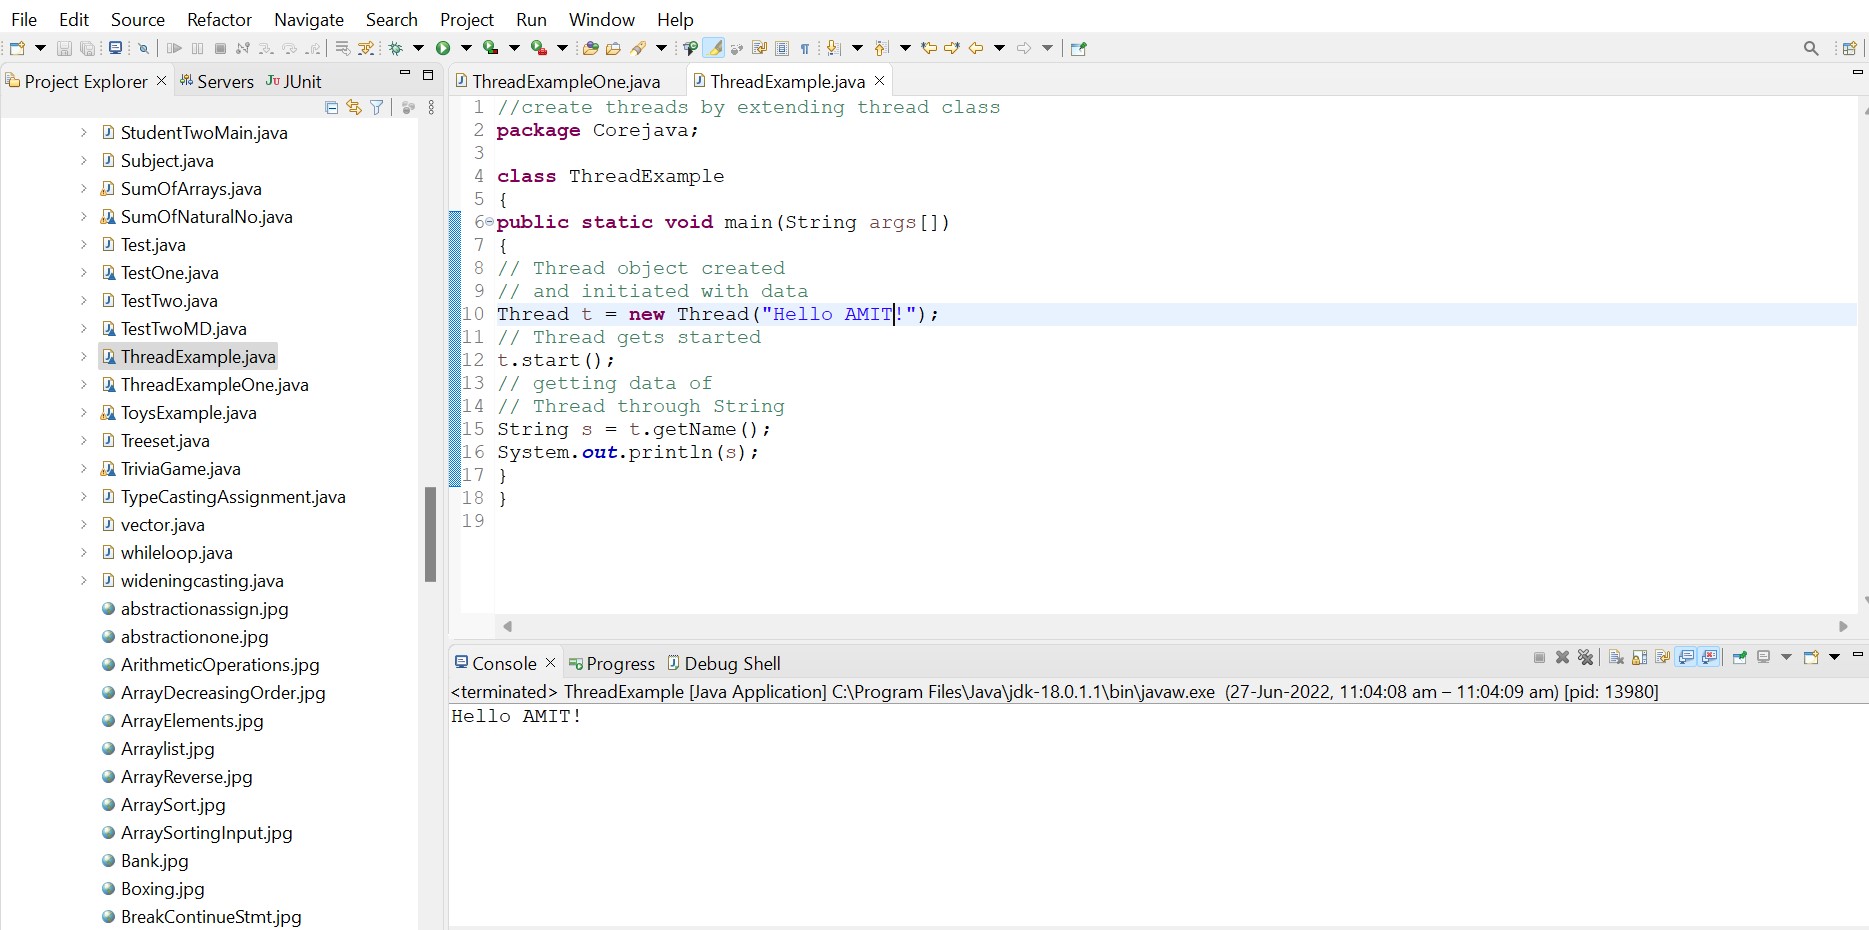 File Edit Source Refactor Navigate Search Project Run Window Help
Project Explorer Servers JUnit
StudentTwoMain.java
Subject.java
SumOfArrays.java
SumOfNaturalNo.java
Test.java
TestOne.java
TestTwo.java
TestTwoMD.java
ThreadExample.java
ThreadExampleOne.java
ToysExample.java
Treeset.java
TriviaGame.java
TypeCastingAssignment.java
vector.java
whileloop.java
wideningcasting.java
abstractionassign.jpg
abstractionone.jpg
ArithmeticOperations.jpg
ArrayDecreasingOrder.jpg
ArrayElements.jpg
Arraylist.jpg
ArrayReverse.jpg
ArraySort.jpg
ArraySortingInput.jpg
Bank.jpg
Boxing.jpg
BreakContinueStmt.jpg
ThreadExampleOne.java ThreadExample.java
1 //create threads by extending thread class
2 package Corejava;
3
4 class ThreadExample
5 {
6 public static void main(String args[])
7 {
8 // Thread object created
9 // and initiated with data
10 Thread t = new Thread("Hello AMIT!");
11 // Thread gets started
12 t.start();
13 // getting data of
14 // Thread through String
15 String s = t.getName();
16 System.out.println(s);
17 }
18 }
19
Console Progress Debug Shell
<terminated> ThreadExample [Java Application] C:\Program Files\Java\jdk-18.0.1.1\bin\javaw.exe (27-Jun-2022, 11:04:08 am – 11:04:09 am) [pid: 13980]
Hello AMIT!